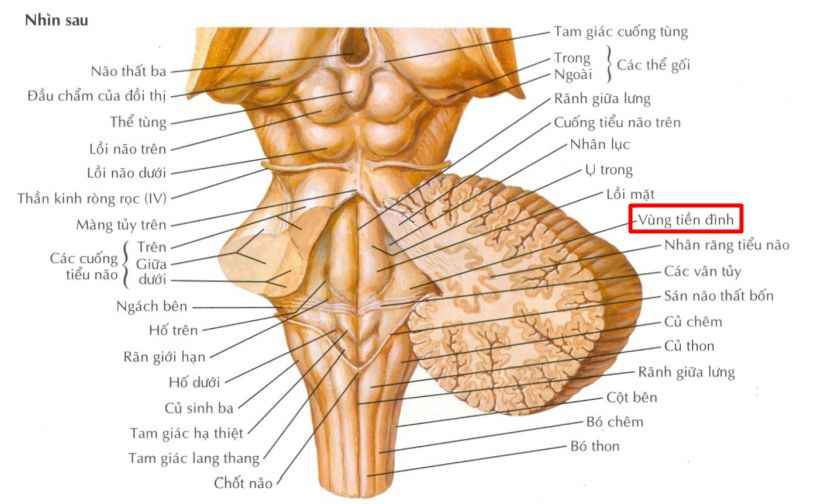 Nhìn sau
Não thất ba
Đầu chẩm của đồi thị
Thể tùng
Lồi não trên
Lồi não dưới
Thần kinh ròng rọc (IV)
Màng tủy trên
Các cuống
tiểu não
Trên
Giữa
dưới
Ngách bên
Hố trên
Răn giới hạn
Hố dưới
Củ sinh ba
Tam giác hạ thiệt
Tam giác lang thang
Chốt não
Tam giác cuống tùng
Trong
Ngoài
Các thể gối
Rãnh giữa lưng
Cuống tiểu não trên
Nhân lục
Ụ trong
Lồi mặt
Vùng tiền đình
Nhân răng tiểu não
Các vân tủy
Sán não thất bốn
Củ chêm
Củ thon
Rãnh giữa lưng
Cột bên
Bó chêm
Bó thon